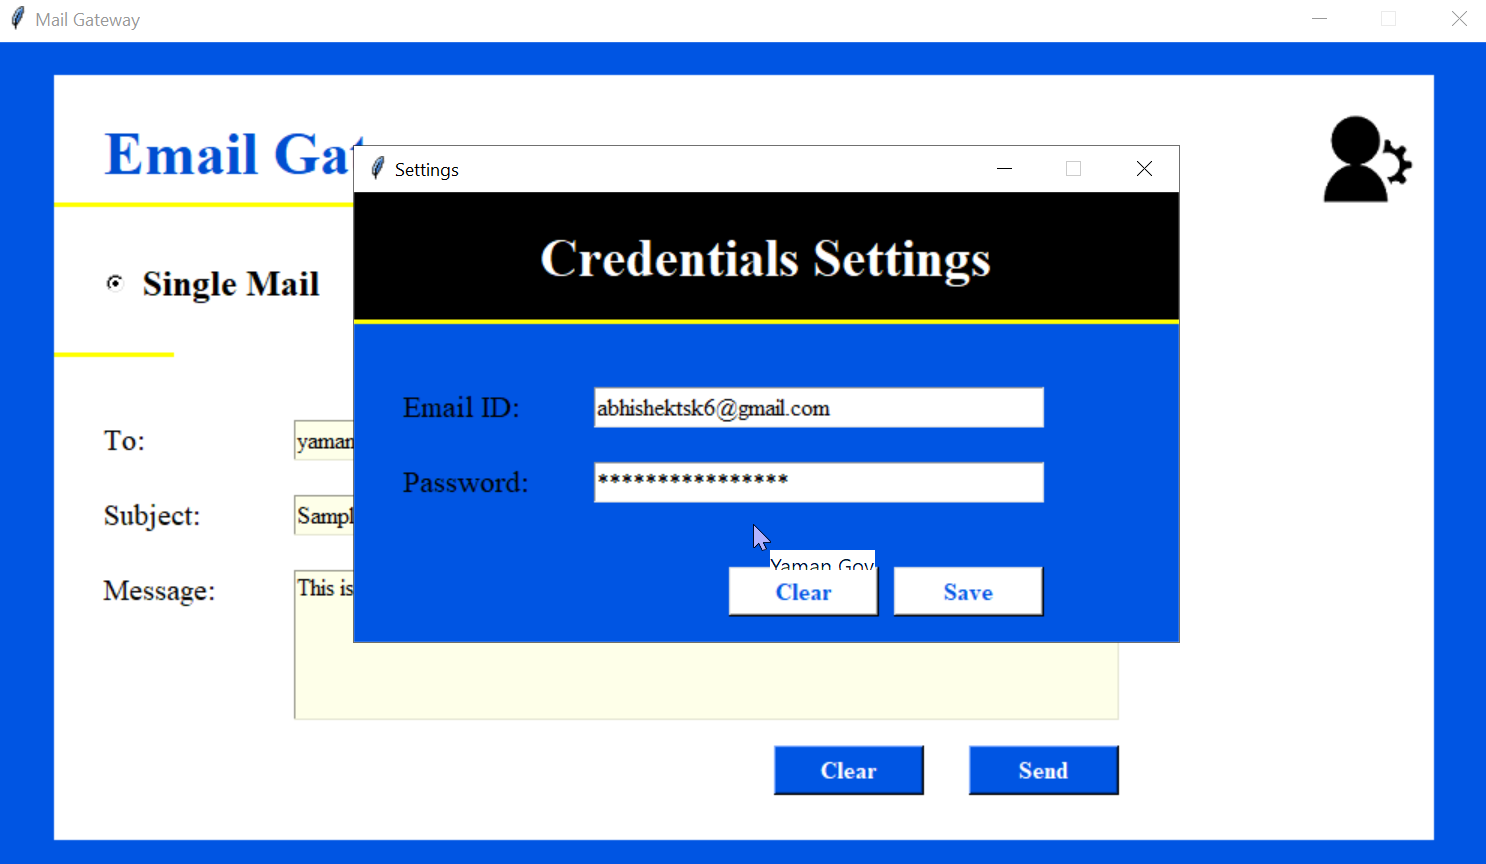 Mail Gateway
Email Gat
Settings
Credentials Settings
Single Mail
Email ID:
abhishektsk6@gmail.com
Password:
****************
To:
yaman
Subject:
Sampl
Message:
This is
Yaman Gov
Clear
Save
Clear
Send